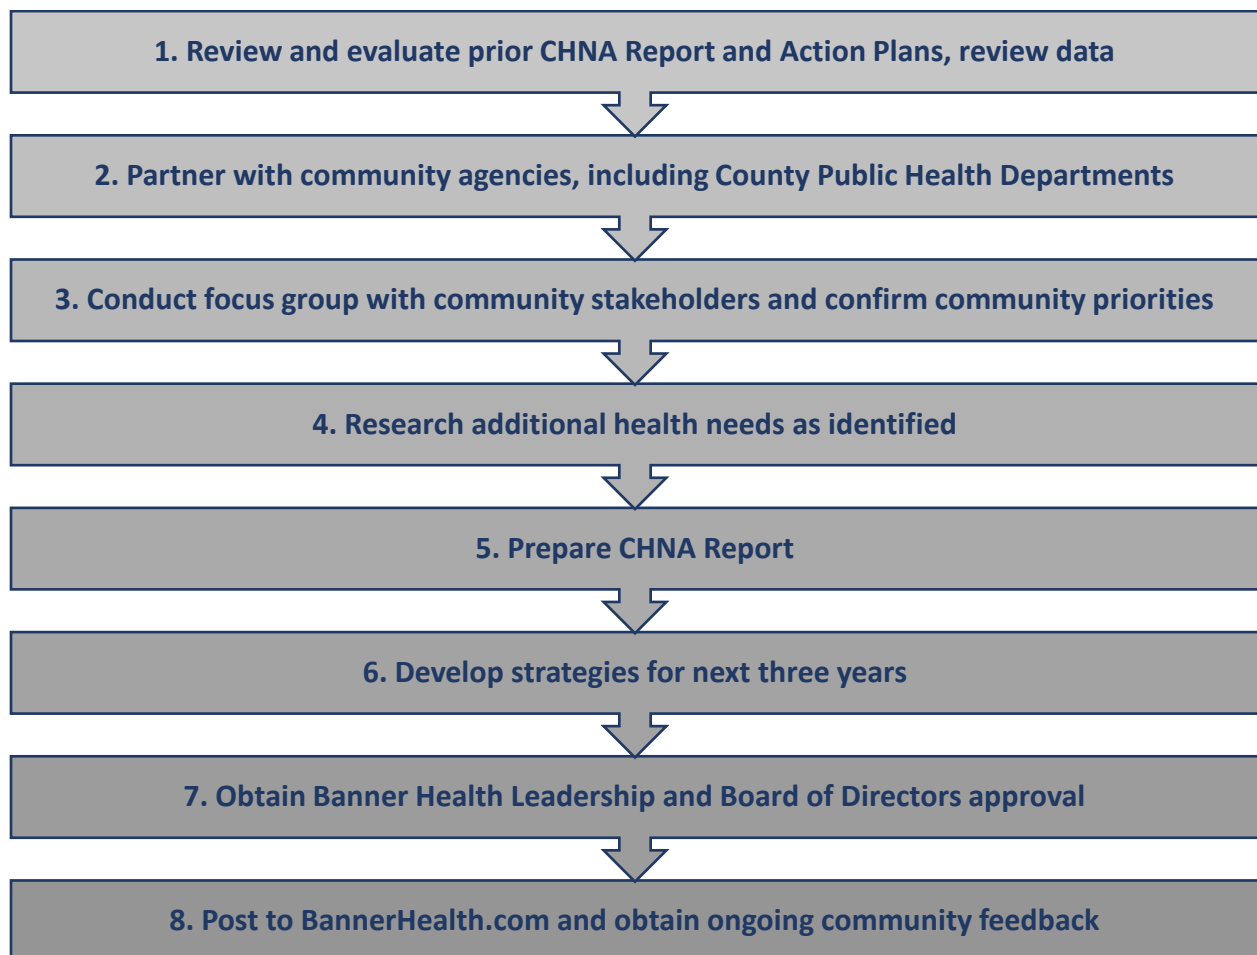 1. Review and evaluate prior CHNA Report and Action Plans, review data
2. Partner with community agencies, including County Public Health Departments
3. Conduct focus group with community stakeholders and confirm community priorities
4. Research additional health needs as identified
5. Prepare CHNA Report
6. Develop strategies for next three years
7. Obtain Banner Health Leadership and Board of Directors approval
8. Post to BannerHealth.com and obtain ongoing community feedback